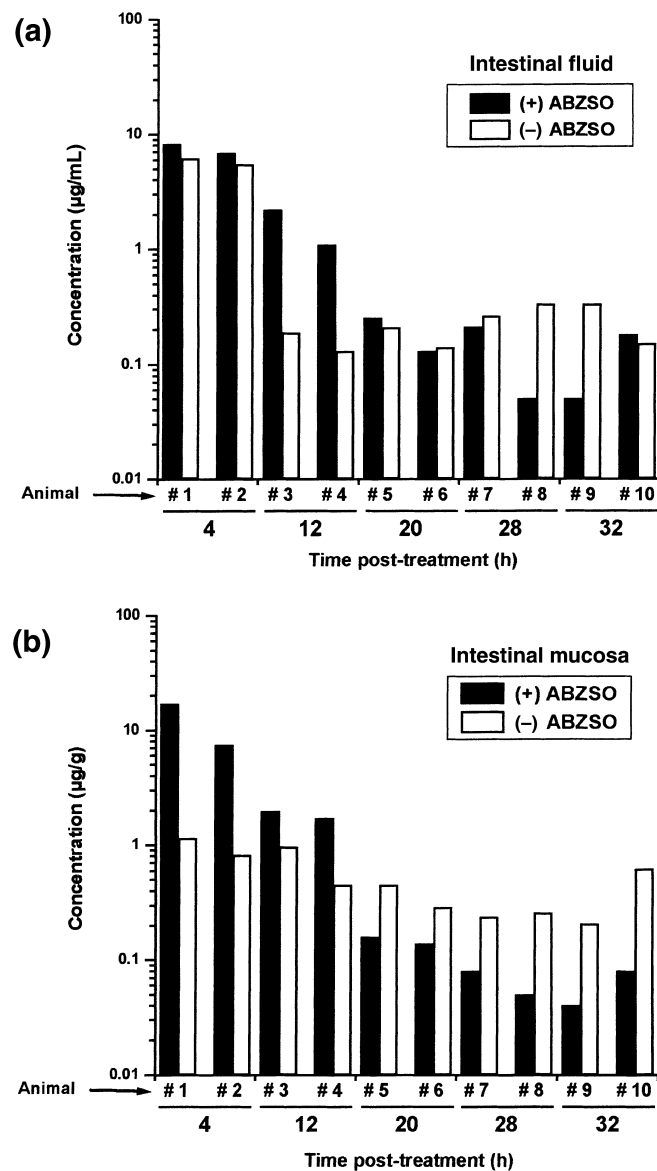 (a)
100
10
1
0.1
0.01
Concentration (µg/mL)
Intestinal fluid
(+) ABZSO
(–) ABZSO
Animal
# 1 # 2 # 3 # 4 # 5 # 6 # 7 # 8 # 9 # 10
4 12 20 28 32
Time post-treatment (h)
(b)
100
10
1
0.1
0.01
Concentration (µg/g)
Intestinal mucosa
(+) ABZSO
(–) ABZSO
Animal
# 1 # 2 # 3 # 4 # 5 # 6 # 7 # 8 # 9 # 10
4 12 20 28 32
Time post-treatment (h)